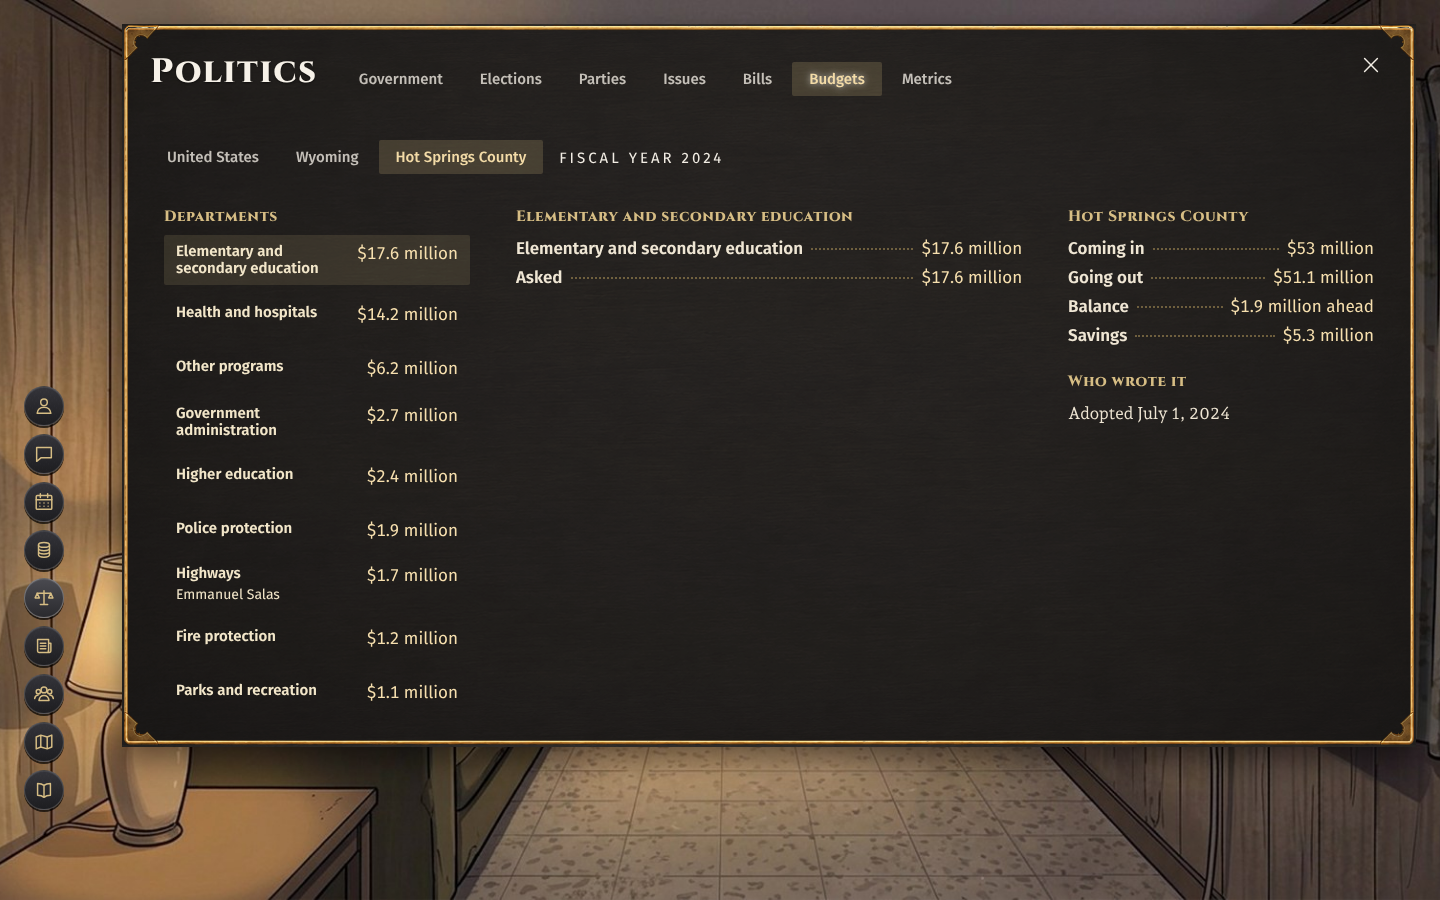 Politics
Government
Elections
Parties
Issues
Bills
Budgets
Metrics
United States
Wyoming
Hot Springs County
FISCAL YEAR 2024
Departments
Elementary and secondary education $17.6 million
Health and hospitals $14.2 million
Other programs $6.2 million
Government administration $2.7 million
Higher education $2.4 million
Police protection $1.9 million
Highways $1.7 million
Emmanuel Salas
Fire protection $1.2 million
Parks and recreation $1.1 million
Elementary and secondary education
Elementary and secondary education $17.6 million
Asked $17.6 million
Hot Springs County
Coming in $53 million
Going out $51.1 million
Balance $1.9 million ahead
Savings $5.3 million
Who wrote it
Adopted July 1, 2024